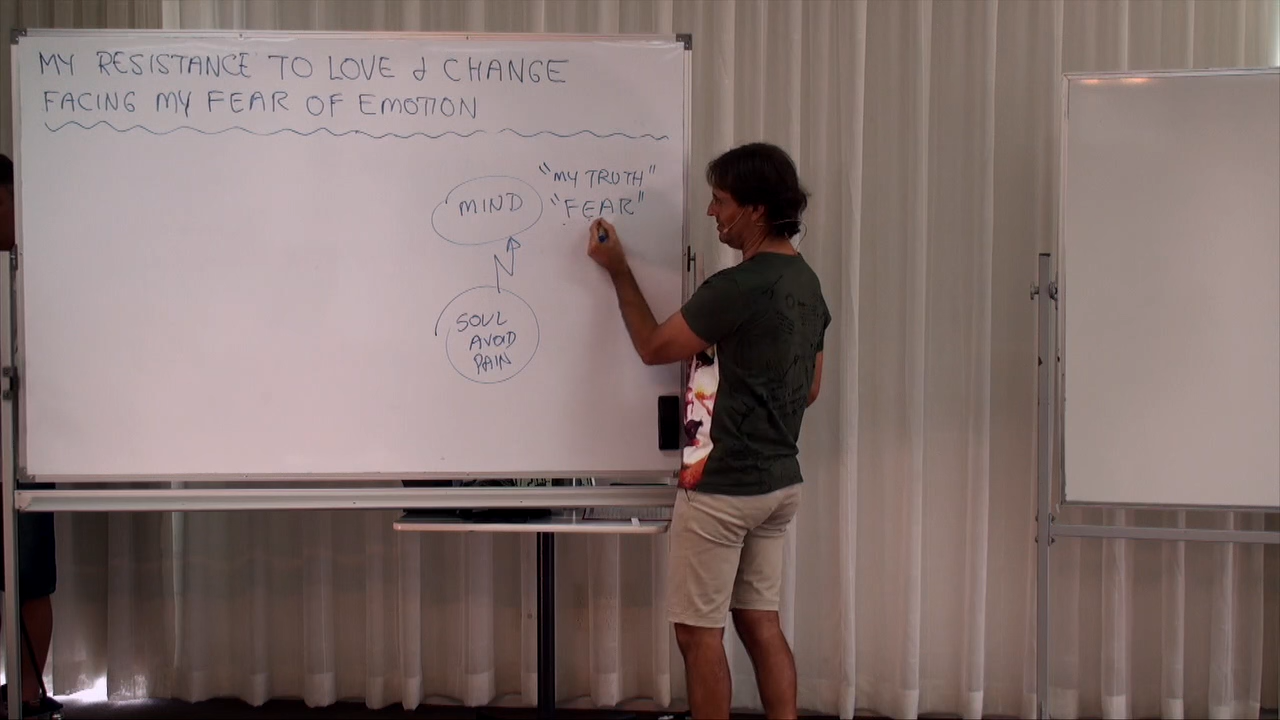 MY RESISTANCE TO LOVE & CHANGE
FACING MY FEAR OF EMOTION
"MY TRUTH"
MIND
"FEAR"
SOUL
AVOID
PAIN